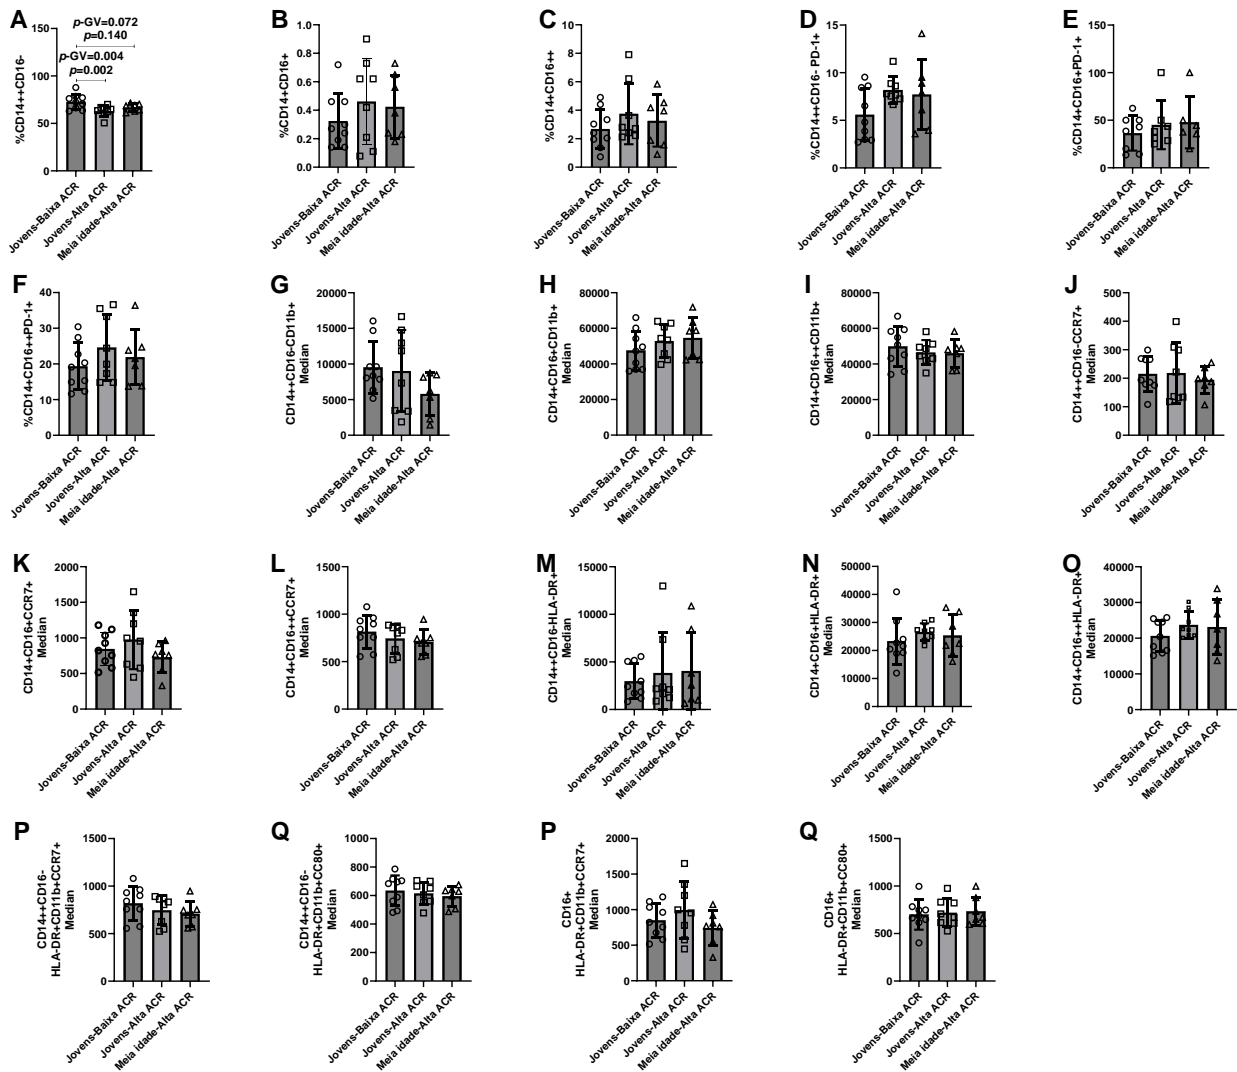 A
%CD14++CD16-
150
100
50
0
p-GV=0.072
p=0.140
p-GV=0.004
p=0.002
Jovens-Baixa ACR
Jovens-Alta ACR
Meia idade-Alta ACR
B
%CD14+CD16+
1.0
0.8
0.6
0.4
0.2
0.0
Jovens-Baixa ACR
Jovens-Alta ACR
Meia idade-Alta ACR
C
%CD14+CD16++
10
8
6
4
2
0
Jovens-Baixa ACR
Jovens-Alta ACR
Meia idade-Alta ACR
D
%CD14++CD16- PD-1+
15
10
5
0
Jovens-Baixa ACR
Jovens-Alta ACR
Meia idade-Alta ACR
E
%CD14+CD16+PD-1+
150
100
50
0
Jovens-Baixa ACR
Jovens-Alta ACR
Meia idade-Alta ACR
F
%CD14+CD16++PD-1+
40
30
20
10
0
Jovens-Baixa ACR
Jovens-Alta ACR
Meia idade-Alta ACR
G
CD14++CD16-CD11b+
Median
20000
15000
10000
5000
0
Jovens-Baixa ACR
Jovens-Alta ACR
Meia idade-Alta ACR
H
CD14+CD16+CD11b+
Median
80000
60000
40000
20000
0
Jovens-Baixa ACR
Jovens-Alta ACR
Meia idade-Alta ACR
I
CD14+CD16++CD11b+
Median
80000
60000
40000
20000
0
Jovens-Baixa ACR
Jovens-Alta ACR
Meia idade-Alta ACR
J
CD14++CD16-CCR7+
Median
500
400
300
200
100
0
Jovens-Baixa ACR
Jovens-Alta ACR
Meia idade-Alta ACR
K
CD14+CD16+CCR7+
Median
2000
1500
1000
500
0
Jovens-Baixa ACR
Jovens-Alta ACR
Meia idade-Alta ACR
L
CD14+CD16++CCR7+
Median
1500
1000
500
0
Jovens-Baixa ACR
Jovens-Alta ACR
Meia idade-Alta ACR
M
CD14++CD16-HLA-DR+
Median
15000
10000
5000
0
Jovens-Baixa ACR
Jovens-Alta ACR
Meia idade-Alta ACR
N
CD14+CD16+HLA-DR+
Median
50000
40000
30000
20000
10000
0
Jovens-Baixa ACR
Jovens-Alta ACR
Meia idade-Alta ACR
O
CD14+CD16++HLA-DR+
Median
40000
30000
20000
10000
0
Jovens-Baixa ACR
Jovens-Alta ACR
Meia idade-Alta ACR
P
CD14++CD16-
HLA-DR+CD11b+CCR7+
Median
1500
1000
500
0
Jovens-Baixa ACR
Jovens-Alta ACR
Meia idade-Alta ACR
Q
CD14++CD16-
HLA-DR+CD11b+CC80+
Median
1000
800
600
400
200
0
Jovens-Baixa ACR
Jovens-Alta ACR
Meia idade-Alta ACR
P
CD16+
HLA-DR+CD11b+CCR7+
Median
2000
1500
1000
500
0
Jovens-Baixa ACR
Jovens-Alta ACR
Meia idade-Alta ACR
Q
CD16+
HLA-DR+CD11b+CC80+
Median
1500
1000
500
0
Jovens-Baixa ACR
Jovens-Alta ACR
Meia idade-Alta ACR